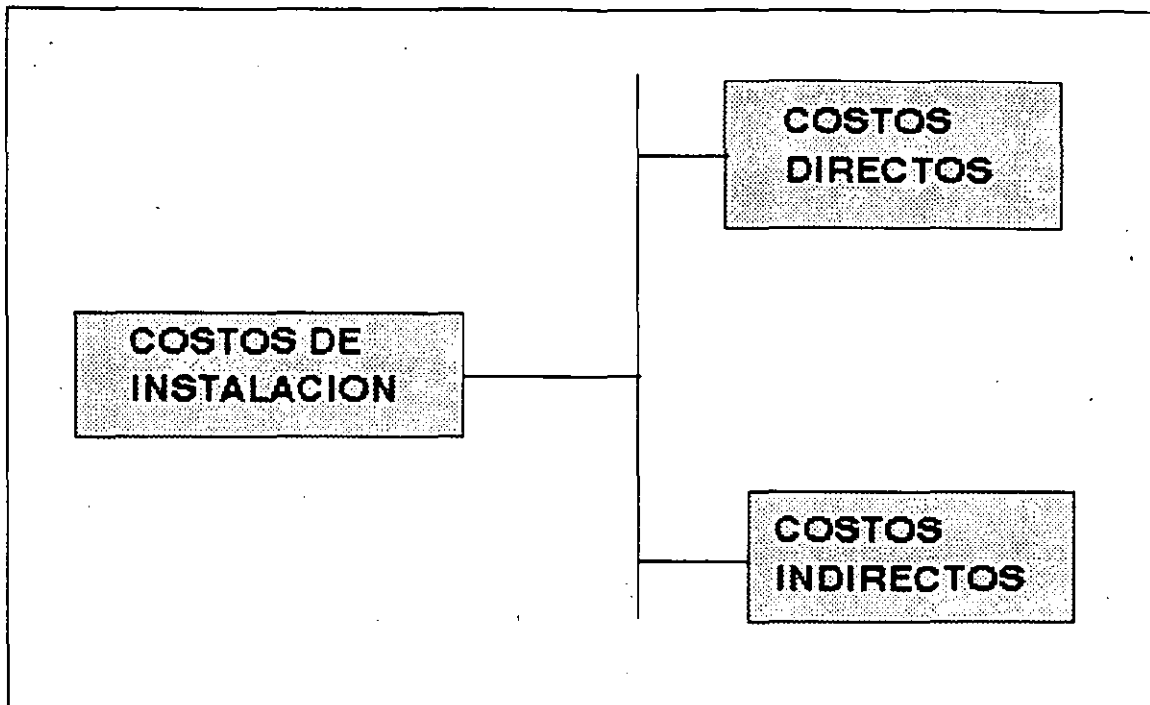 COSTOS
DIRECTOS
COSTOS DE
INSTALACION
COSTOS
INDIRECTOS